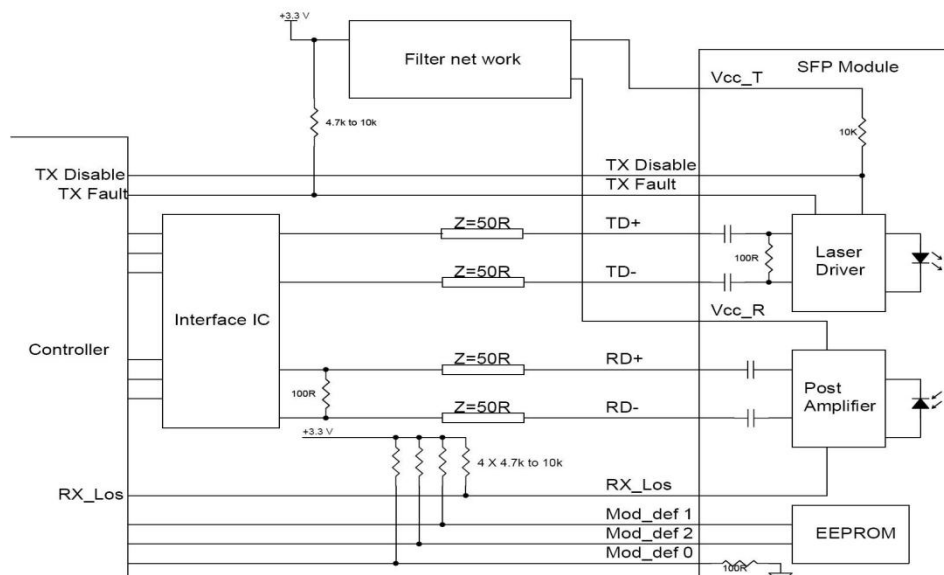 +3.3 V
Filter net work
SFP Module
Vcc_T
4.7k to 10k
10K
TX Disable
TX Disable
TX Fault
TX Fault
Z=50R
TD+
Laser
Driver
100R
Z=50R
TD-
Interface IC
Vcc_R
Controller
Z=50R
RD+
Post
Amplifier
100R
Z=50R
RD-
+3.3 V
4 X 4.7k to 10k
RX_Los
RX_Los
Mod_def 1
Mod_def 2
EEPROM
Mod_def 0
100R